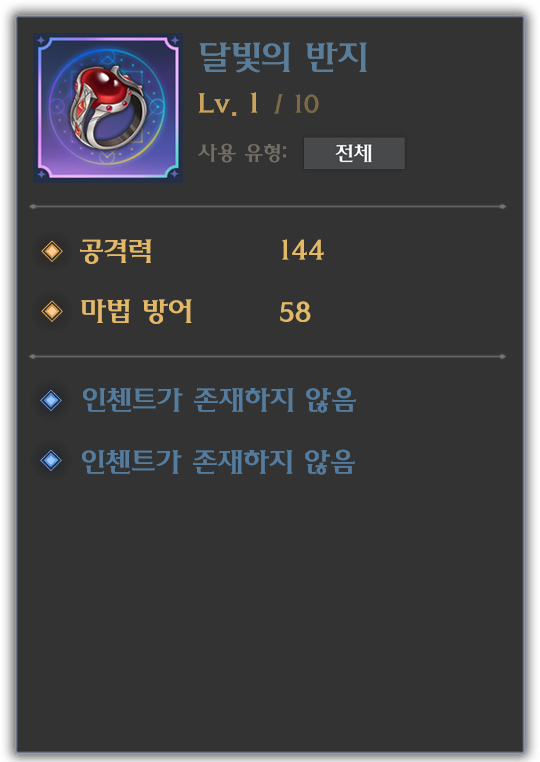 달빛의 반지
Lv. 1 / 10
사용 유형: 전체
공격력 144
마법 방어 58
인첸트가 존재하지 않음
인첸트가 존재하지 않음